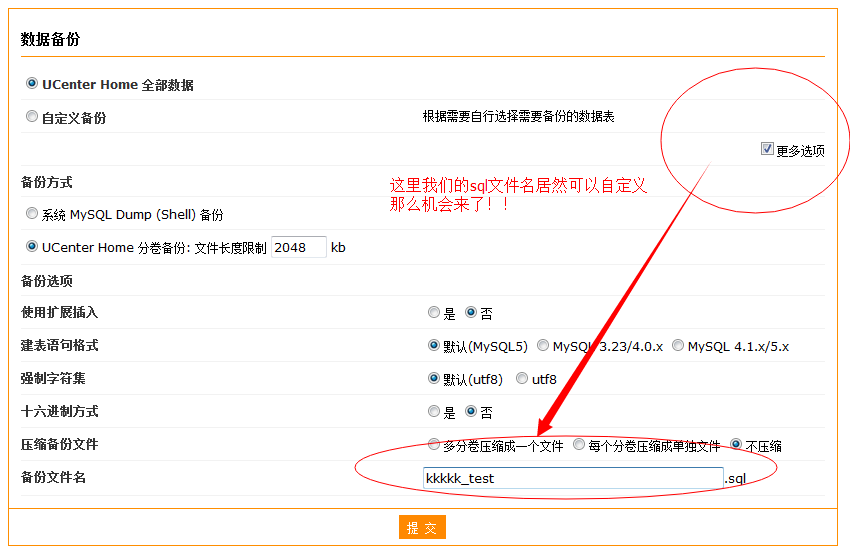 数据备份
UCenter Home 全部数据
自定义备份 根据需要自行选择需要备份的数据表
更多选项
备份方式
这里我们的sql文件名居然可以自定义
那么机会来了！！
系统 MySQL Dump (Shell) 备份
UCenter Home 分卷备份: 文件长度限制 2048 kb
备份选项
使用扩展插入 是 否
建表语句格式 默认(MySQL5) MySQL 3.23/4.0.x MySQL 4.1.x/5.x
强制字符集 默认(utf8) utf8
十六进制方式 是 否
压缩备份文件 多分卷压缩成一个文件 每个分卷压缩成单独文件 不压缩
备份文件名 kkkkk_test .sql
提 交